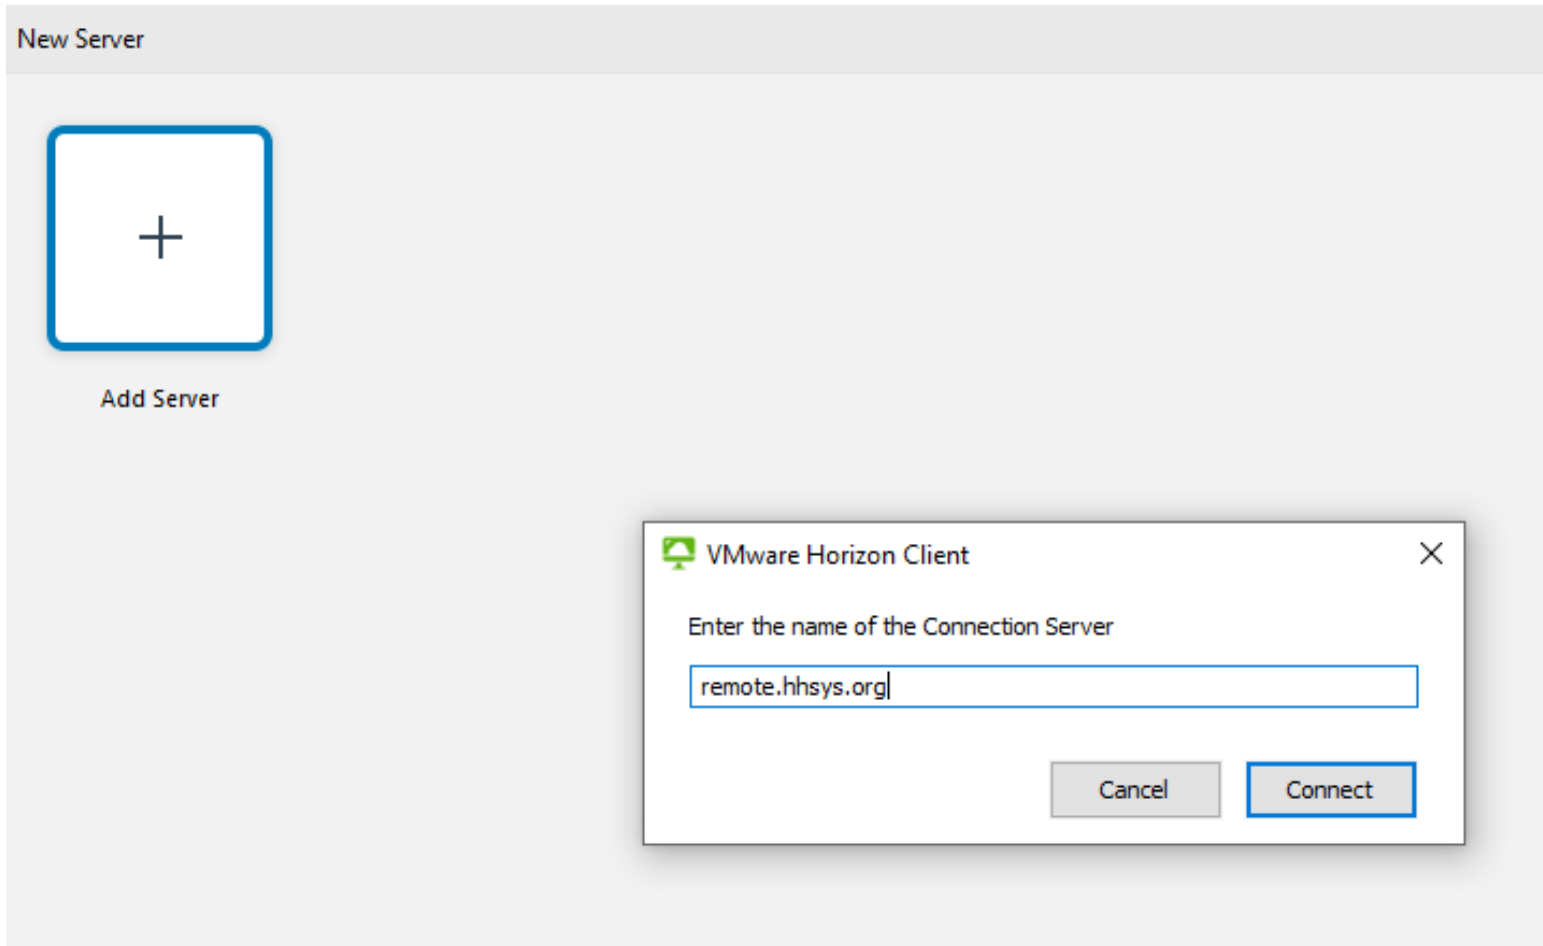 New Server
Add Server
VMware Horizon Client
Enter the name of the Connection Server
remote.hhsys.org
Cancel
Connect